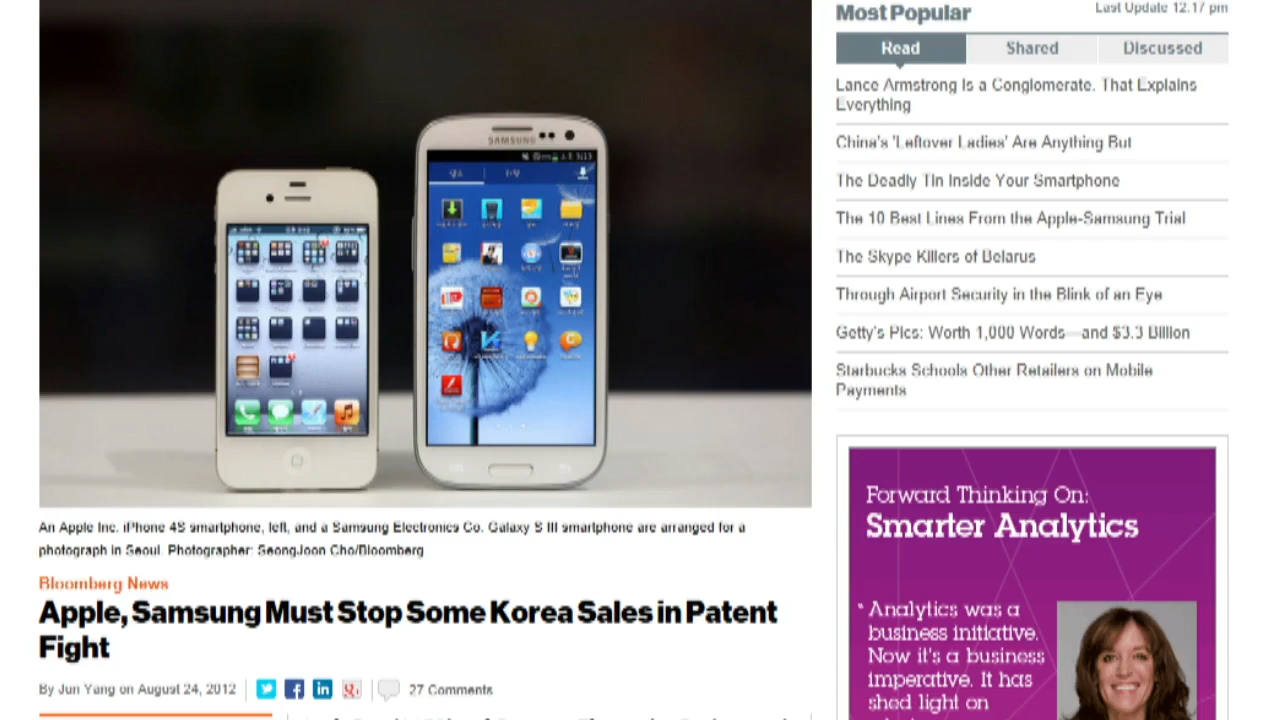 Most Popular
Last Update 12.17 pm
Read
Shared
Discussed
Lance Armstrong Is a Conglomerate. That Explains
Everything
China's 'Leftover Ladies' Are Anything But
The Deadly Tin Inside Your Smartphone
The 10 Best Lines From the Apple-Samsung Trial
The Skype Killers of Belarus
Through Airport Security in the Blink of an Eye
Getty's Pics: Worth 1,000 Words—and $3.3 Billion
Starbucks Schools Other Retailers on Mobile
Payments
SAMSUNG
An Apple Inc. iPhone 4S smartphone, left, and a Samsung Electronics Co. Galaxy S III smartphone are arranged for a
photograph in Seoul. Photographer: SeongJoon Cho/Bloomberg
Bloomberg News
Apple, Samsung Must Stop Some Korea Sales in Patent
Fight
By Jun Yang on August 24, 2012
27 Comments
Forward Thinking On:
Smarter Analytics
“Analytics was a
business initiative.
Now it's a business
imperative. It has
shed light on